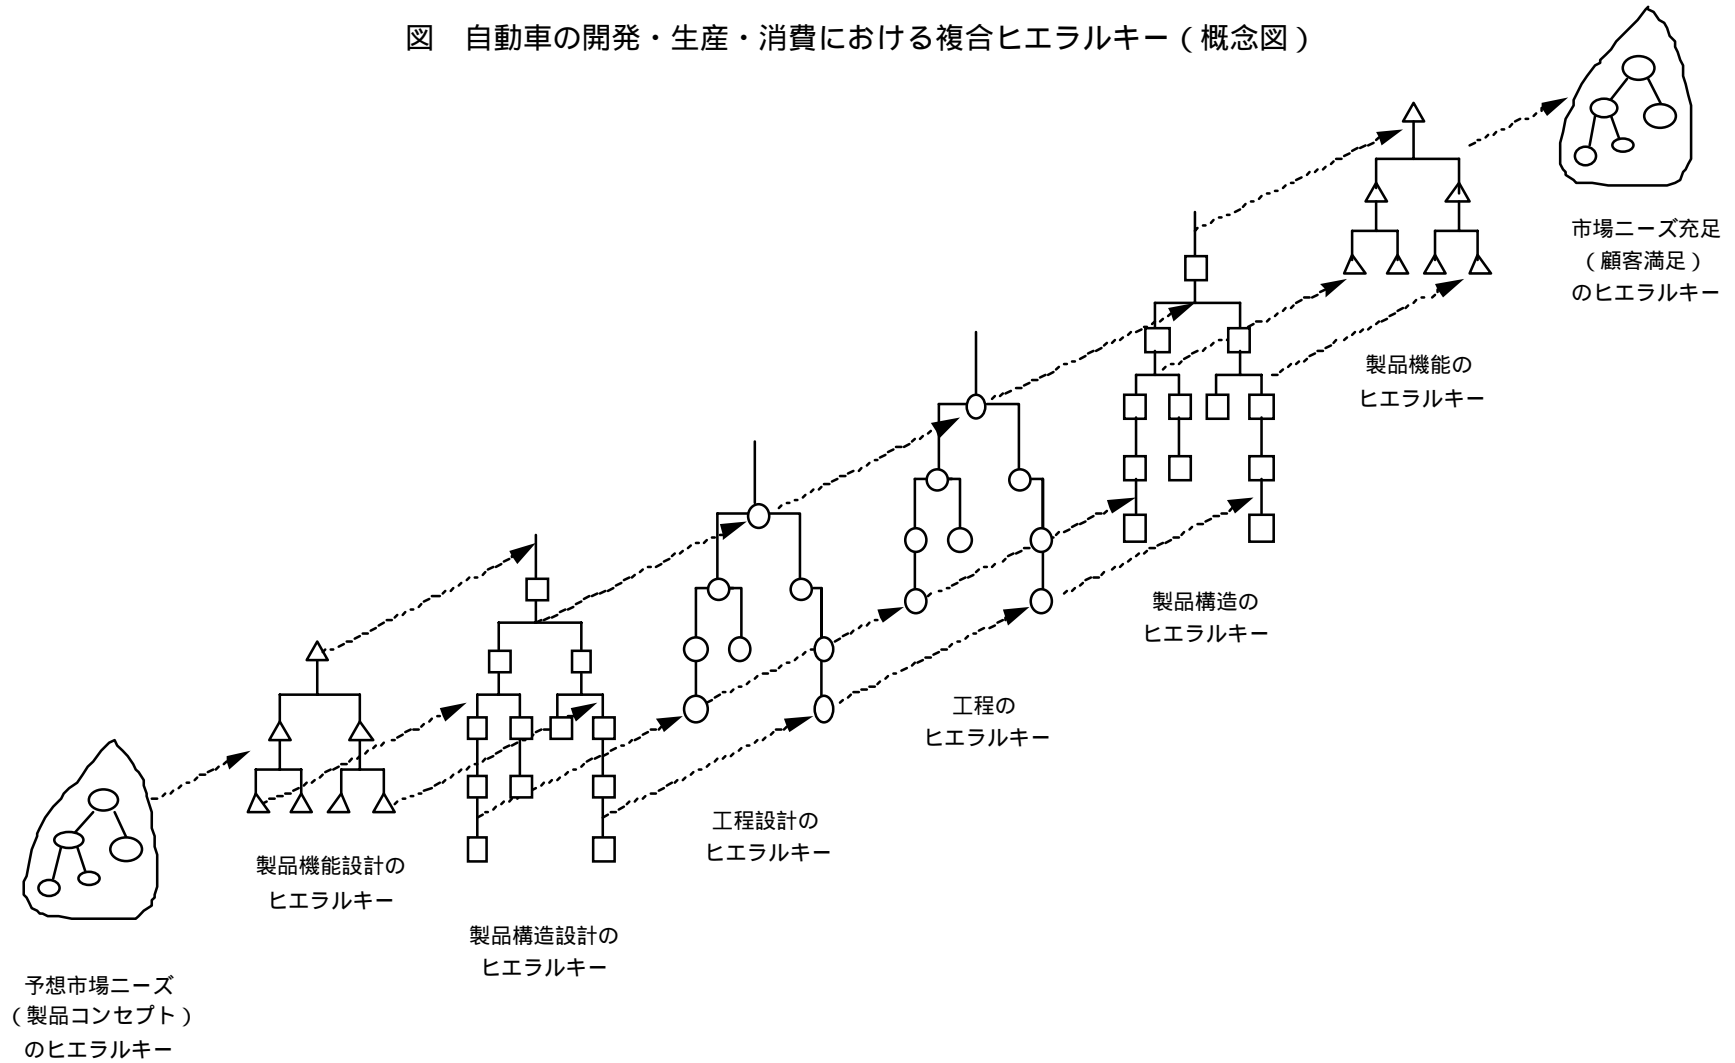 図 自動車の開発・生産・消費における複合ヒエラルキー（概念図）
市場ニーズ充足
（顧客満足）
のヒエラルキー
製品機能の
ヒエラルキー
製品構造の
ヒエラルキー
工程の
ヒエラルキー
工程設計の
ヒエラルキー
製品機能設計の
ヒエラルキー
製品構造設計の
ヒエラルキー
予想市場ニーズ
（製品コンセプト）
のヒエラルキー